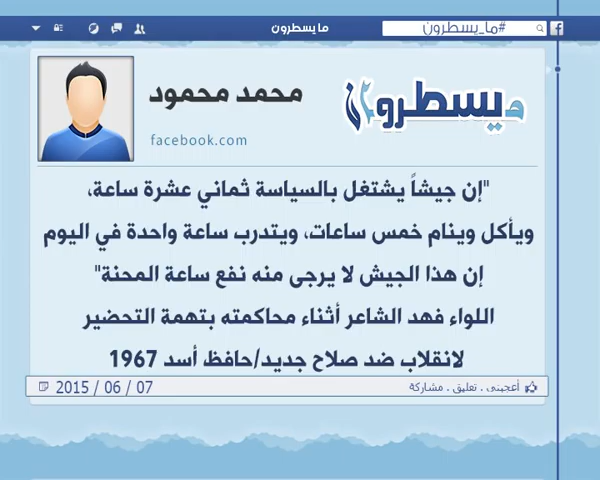 ما يسطرون
#ما_يسطرون
محمد محمود
ما يسطرون
facebook.com
"إن جيشاً يشتغل بالسياسة ثماني عشرة ساعة،
ويأكل وينام خمس ساعات، ويتدرب ساعة واحدة في اليوم
إن هذا الجيش لا يرجى منه نفع ساعة المحنة"
اللواء فهد الشاعر أثناء محاكمته بتهمة التحضير
لانقلاب ضد صلاح جديد/حافظ أسد 1967
أعجبني . تعليق . مشاركة
2015 / 06 / 07